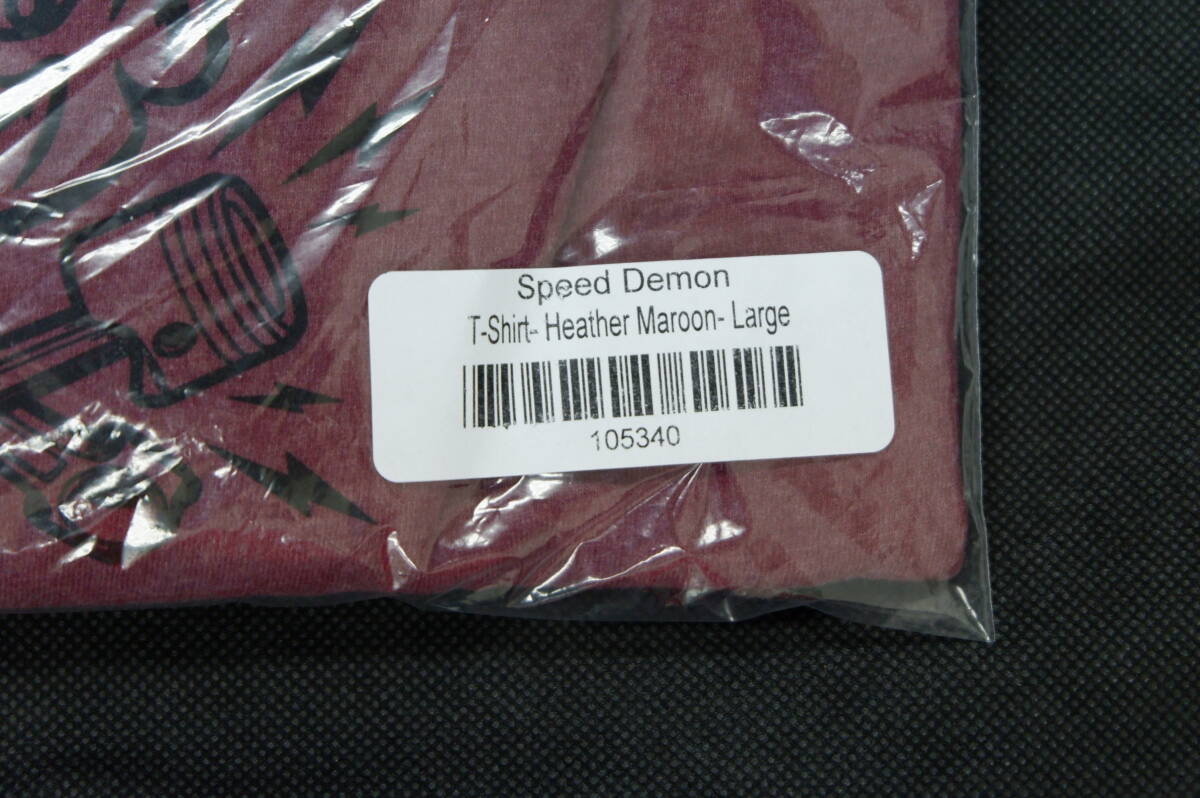 Speed Demon
T-Shirt- Heather Maroon- Large
105340